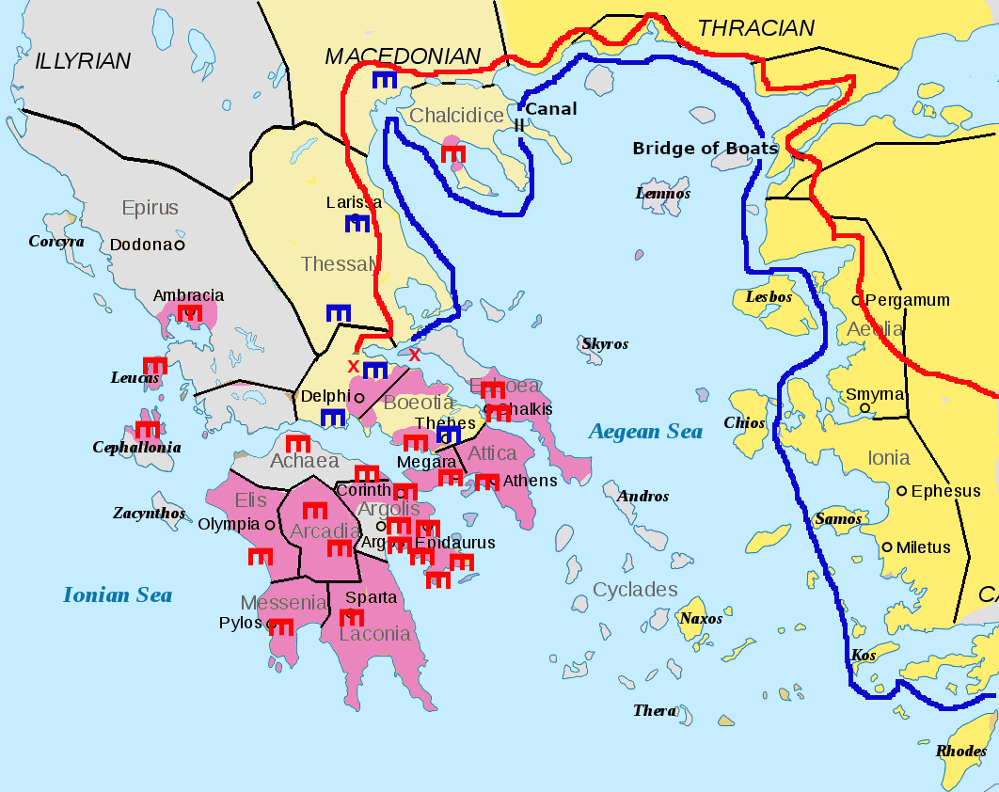 THRACIAN
ILLYRIAN
MACEDONIAN
Canal
II
Chalcidice
Bridge of Boats
Lemnos
Larissa
Epirus
Corcyra
Dodona
Thessaly
Ambracia
Lesbos
Pergamum
Aeolia
Skyros
X
X
Leucas
Delphi
Boeotia
Euboea
Chalkis
Smyrna
Thebes
Chios
Aegean Sea
Cephallonia
Achaea
Megara
Attica
Ionia
Corinth
Athens
Ephesus
Elis
Argolis
Andros
Zacynthos
Olympia
Arcadia
Argos
Epidaurus
Samos
Miletus
Ionian Sea
Messenia
Sparta
Cyclades
CA
Pylos
Laconia
Naxos
Kos
Thera
Rhodes